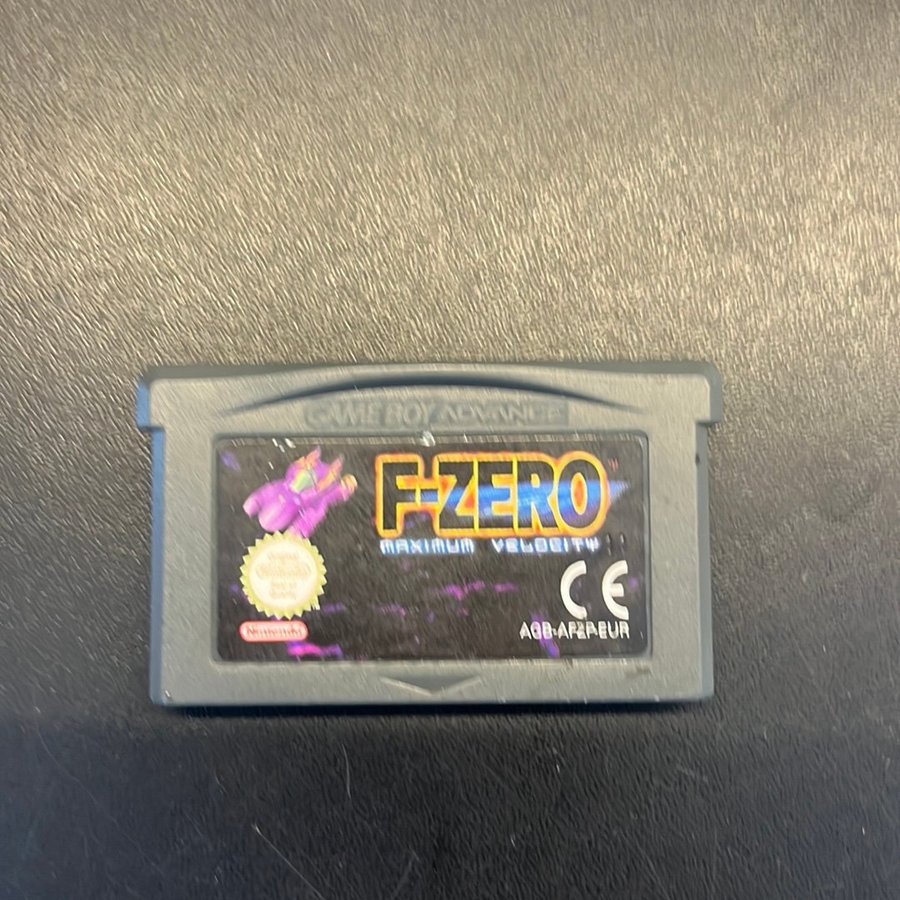 GAME BOY ADVANCE
F-ZERO
MAXIMUM VELOCITY
CE
AGB-AFZP-EUR
Nintendo